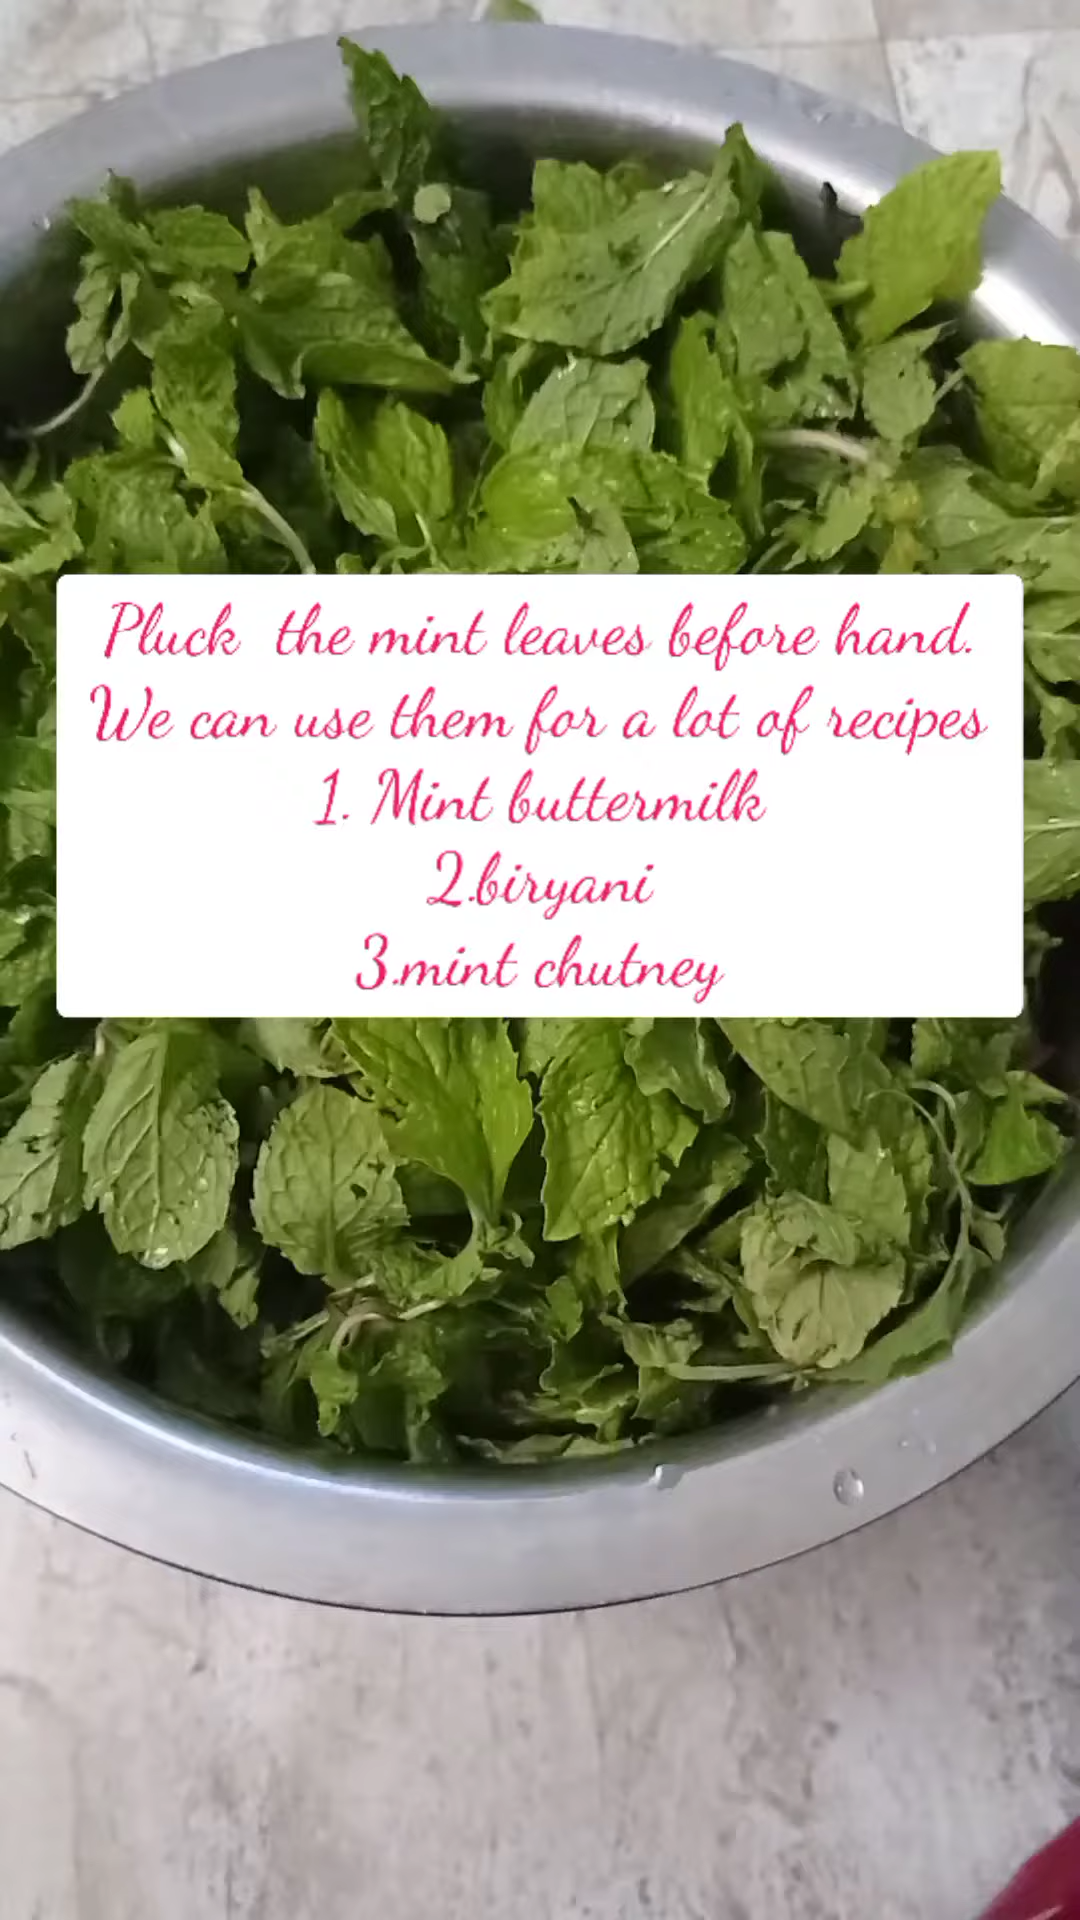 Pluck the mint leaves before hand.
We can use them for a lot of recipes
1. Mint buttermilk
2.biryani
3.mint chutney